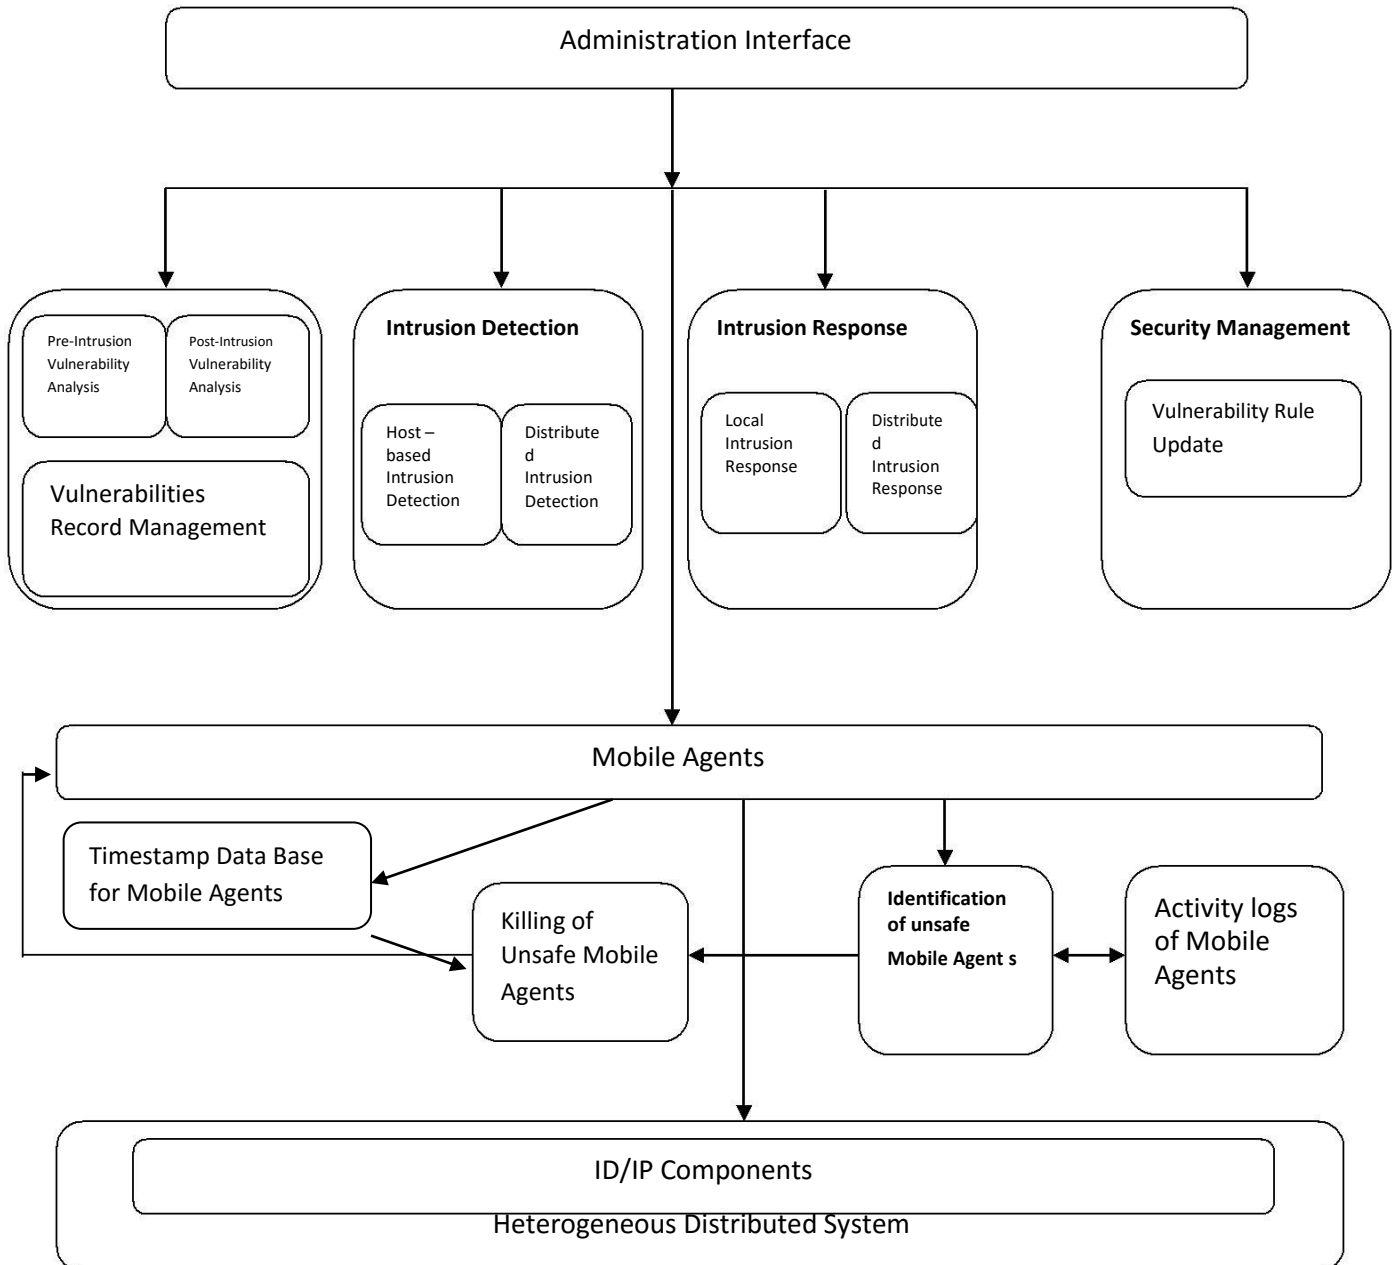 Administration Interface
Pre-Intrusion
Vulnerability
Analysis
Post-Intrusion
Vulnerability
Analysis
Vulnerabilities
Record Management
Intrusion Detection
Host –
based
Intrusion
Detection
Distribute
d
Intrusion
Detection
Intrusion Response
Local
Intrusion
Response
Distribute
d
Intrusion
Response
Security Management
Vulnerability Rule
Update
Mobile Agents
Timestamp Data Base
for Mobile Agents
Killing of
Unsafe Mobile
Agents
Identification
of unsafe
Mobile Agent s
Activity logs
of Mobile
Agents
ID/IP Components
Heterogeneous Distributed System